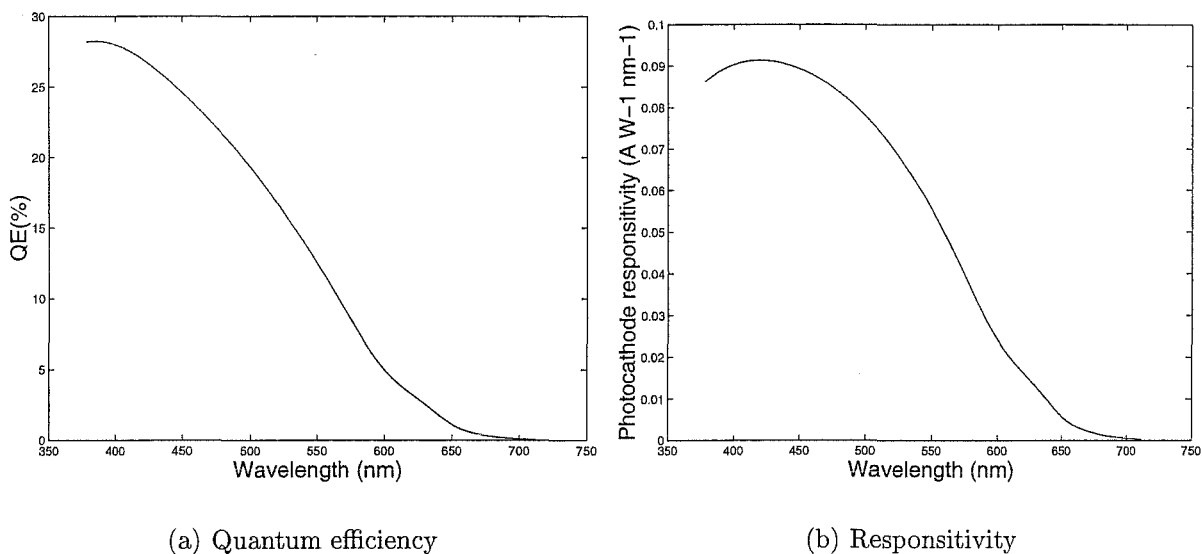 30
25
20
15
10
5
0
QE(%)
350 400 450 500 550 600 650 700 750
Wavelength (nm)
(a) Quantum efficiency
0.1
0.09
0.08
0.07
0.06
0.05
0.04
0.03
0.02
0.01
0
Photocathode responsitivity (A W−1 nm−1)
350 400 450 500 550 600 650 700 750
Wavelength (nm)
(b) Responsitivity